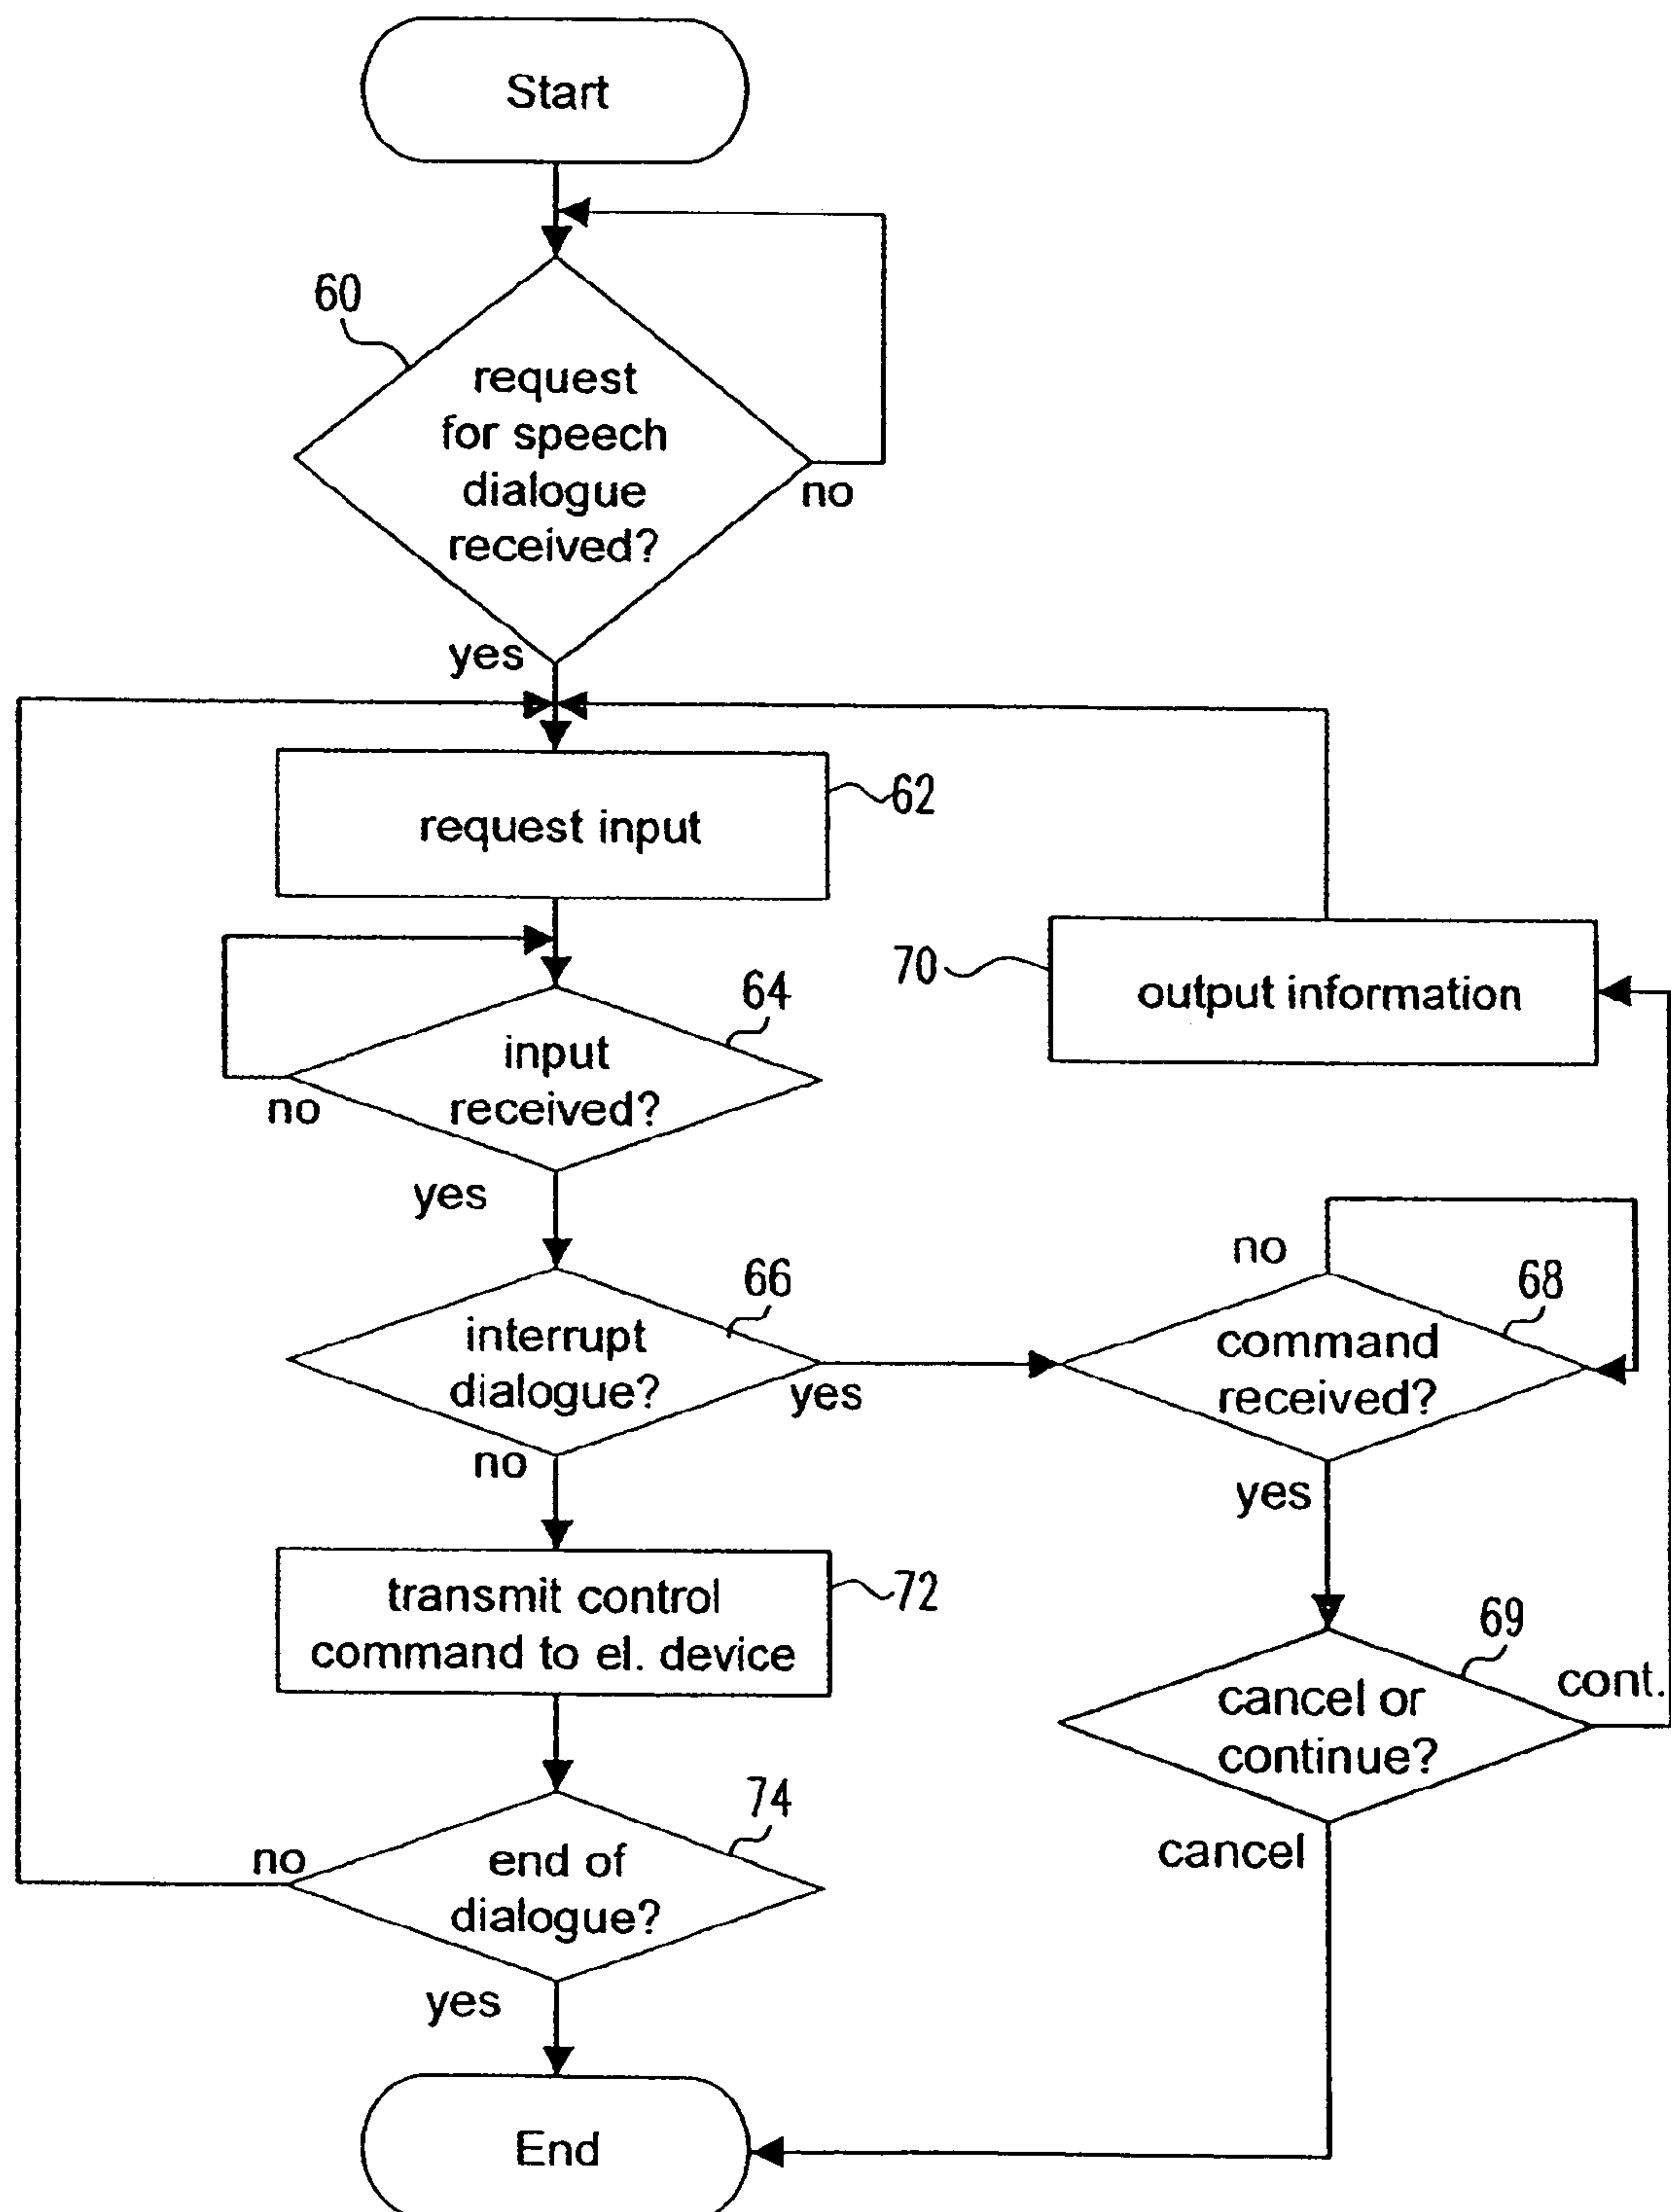 Start
60
request
for speech
dialogue
received?
no
yes
request input
62
70
output information
64
input
received?
no
yes
66
interrupt
dialogue?
yes
no
no
68
command
received?
yes
transmit control
command to el. device
72
69
cancel or
continue?
cont.
cancel
74
end of
dialogue?
no
yes
End